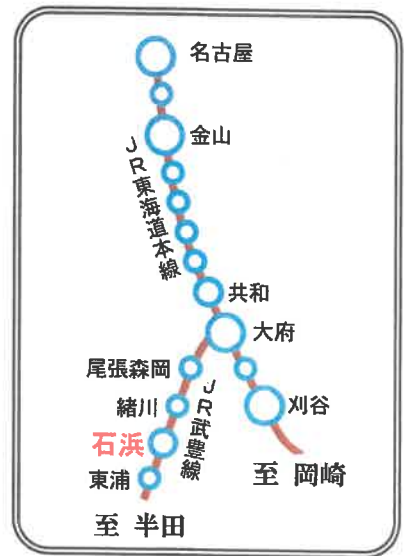 名古屋
金山
JR東海道本線
共和
大府
尾張森岡
緒川
JR武豊線
刈谷
石浜
東浦
至 岡崎
至 半田